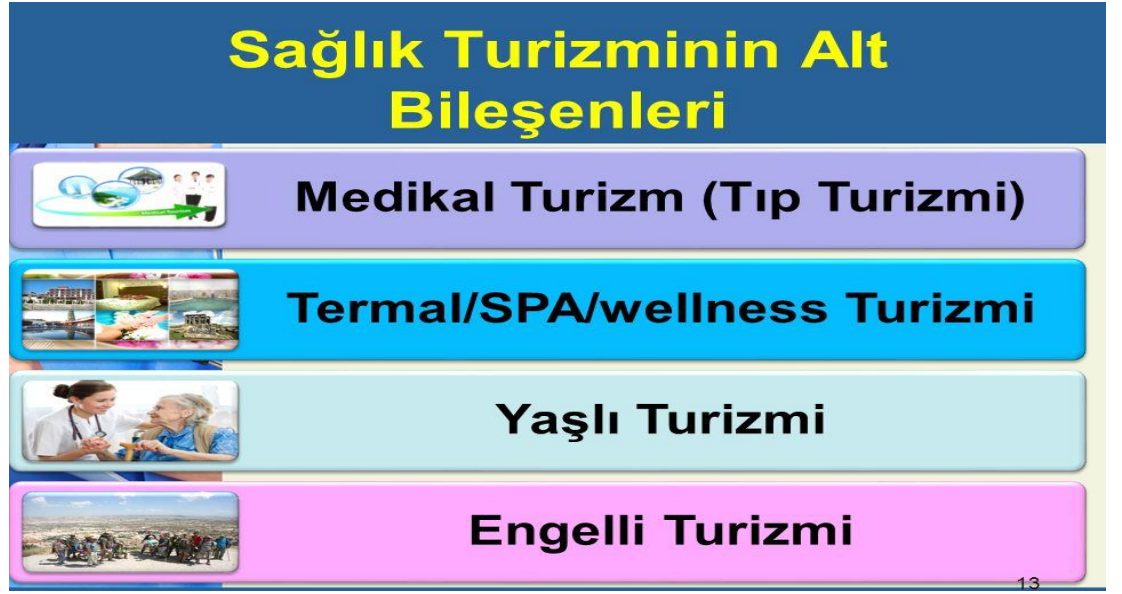 Sağlık Turizminin Alt
Bileşenleri
Medikal Turizm (Tıp Turizmi)
Termal/SPA/wellness Turizmi
Yaşlı Turizmi
Engelli Turizmi
13